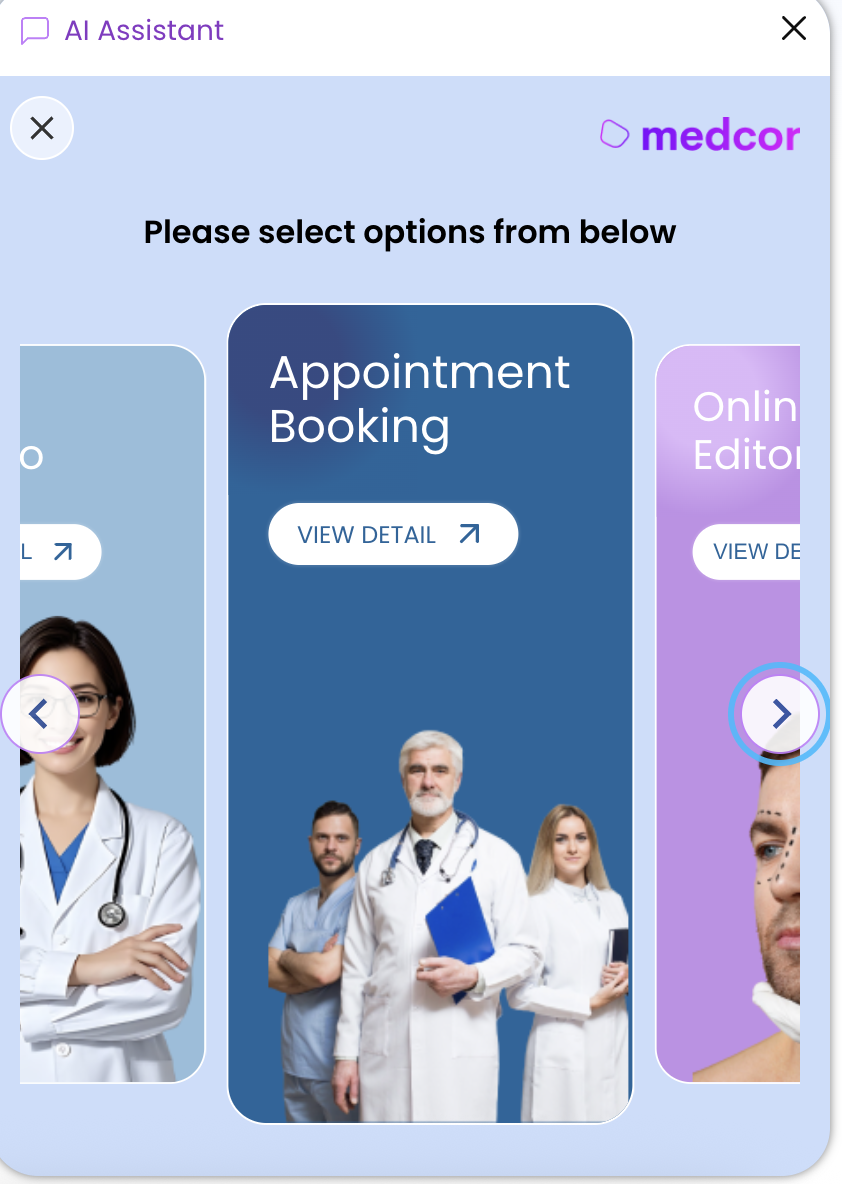 AI Assistant
medcor
Please select options from below
Appointment
Booking
VIEW DETAIL
Onlin
Editor
VIEW DE